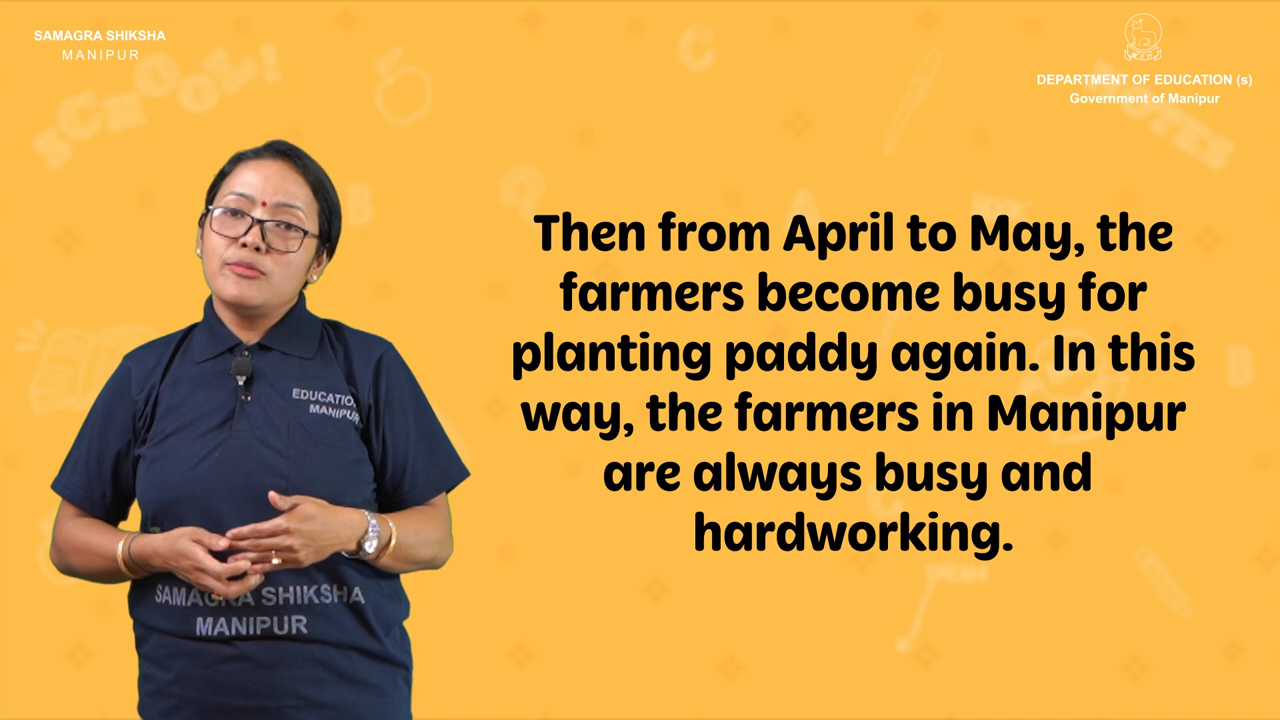 SAMAGRA SHIKSHA
MANIPUR
DEPARTMENT OF EDUCATION (s)
Government of Manipur
SCHOOL!
NOTES
Then from April to May, the
farmers become busy for
planting paddy again. In this
way, the farmers in Manipur
are always busy and
hardworking.
MANIPUR
SAMAGRA SHIKSHA
MANIPUR